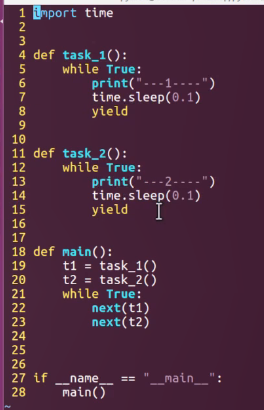 1 import time
2
3
4 def task_1():
5     while True:
6         print("---1----")
7         time.sleep(0.1)
8         yield
9
10
11 def task_2():
12     while True:
13         print("---2----")
14         time.sleep(0.1)
15         yield
16
17
18 def main():
19     t1 = task_1()
20     t2 = task_2()
21     while True:
22         next(t1)
23         next(t2)
24
25
26
27 if __name__ == "__main__":
28     main()
~